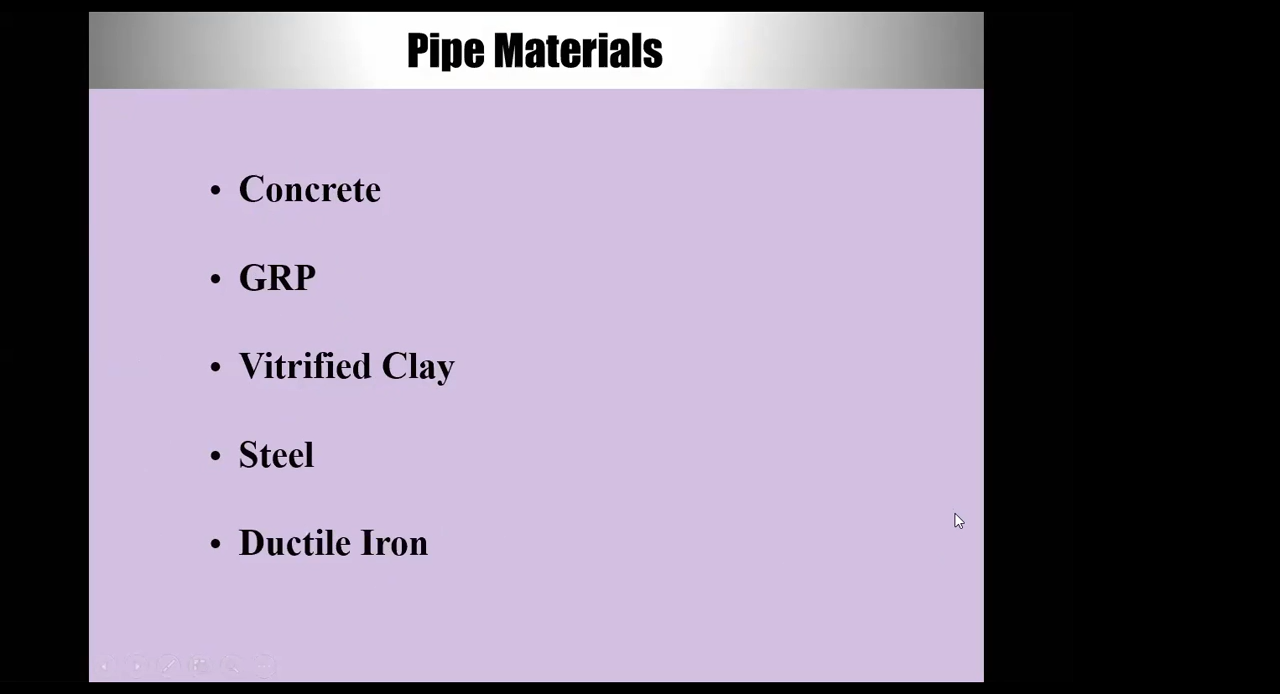 Pipe Materials
• Concrete
• GRP
• Vitrified Clay
• Steel
• Ductile Iron